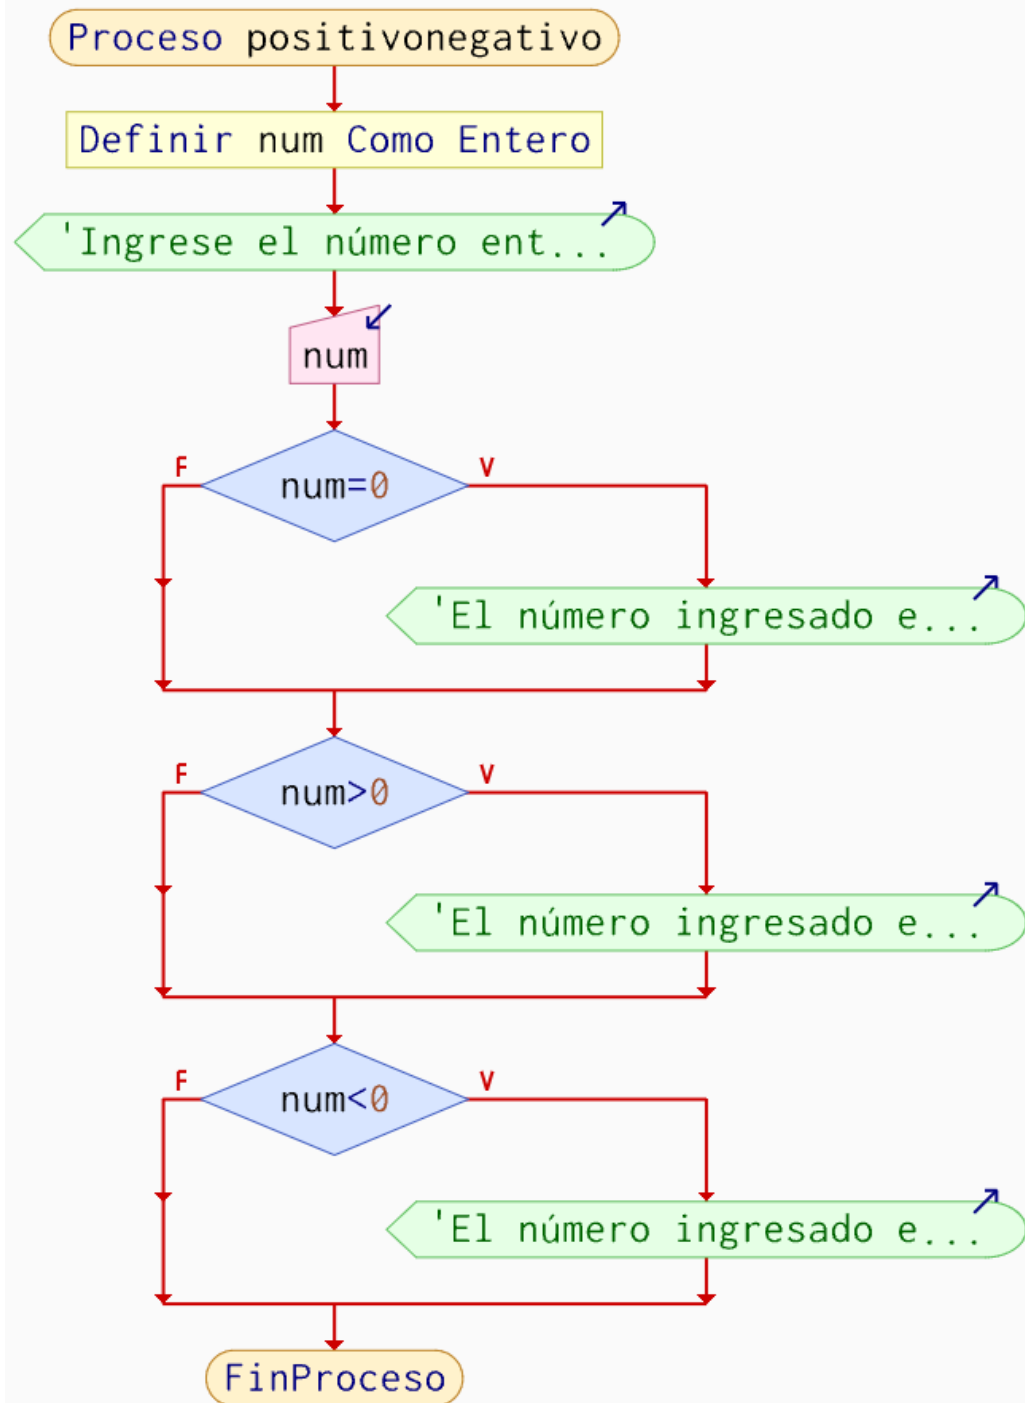 Proceso positivonegativo
Definir num Como Entero
'Ingrese el número ent...
num
F
num=0
V
'El número ingresado e...
F
num>0
V
'El número ingresado e...
F
num<0
V
'El número ingresado e...
FinProceso